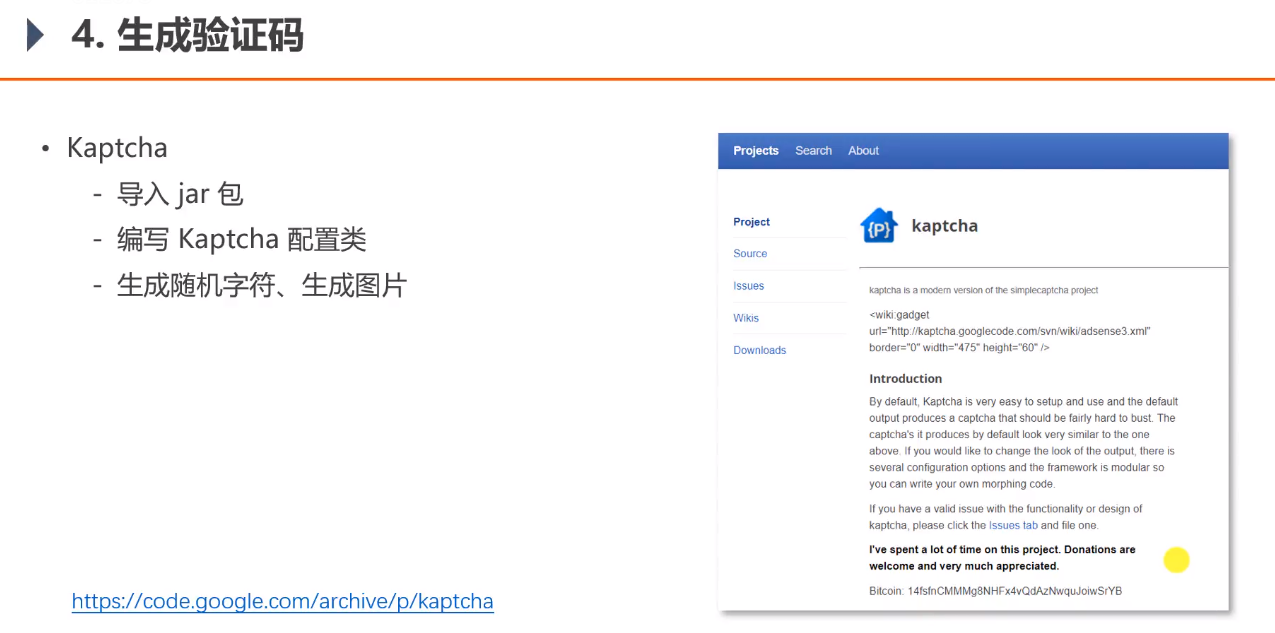 4. 生成验证码
• Kaptcha
- 导入 jar 包
- 编写 Kaptcha 配置类
- 生成随机字符、生成图片
https://code.google.com/archive/p/kaptcha
Projects Search About
Project
Source
Issues
Wikis
Downloads
{P}
kaptcha
kaptcha is a modern version of the simplecaptcha project
<wiki:gadget
url="http://kaptcha.googlecode.com/svn/wiki/adsense3.xml"
border="0" width="475" height="60" />
Introduction
By default, Kaptcha is very easy to setup and use and the default
output produces a captcha that should be fairly hard to bust. The
captcha's it produces by default look very similar to the one
above. If you would like to change the look of the output, there is
several configuration options and the framework is modular so
you can write your own morphing code.
If you have a valid issue with the functionality or design of
kaptcha, please click the Issues tab and file one.
I've spent a lot of time on this project. Donations are
welcome and very much appreciated.
Bitcoin: 14fsfnCMMMg8NHFx4vQdAzNwquJoiwSrYB